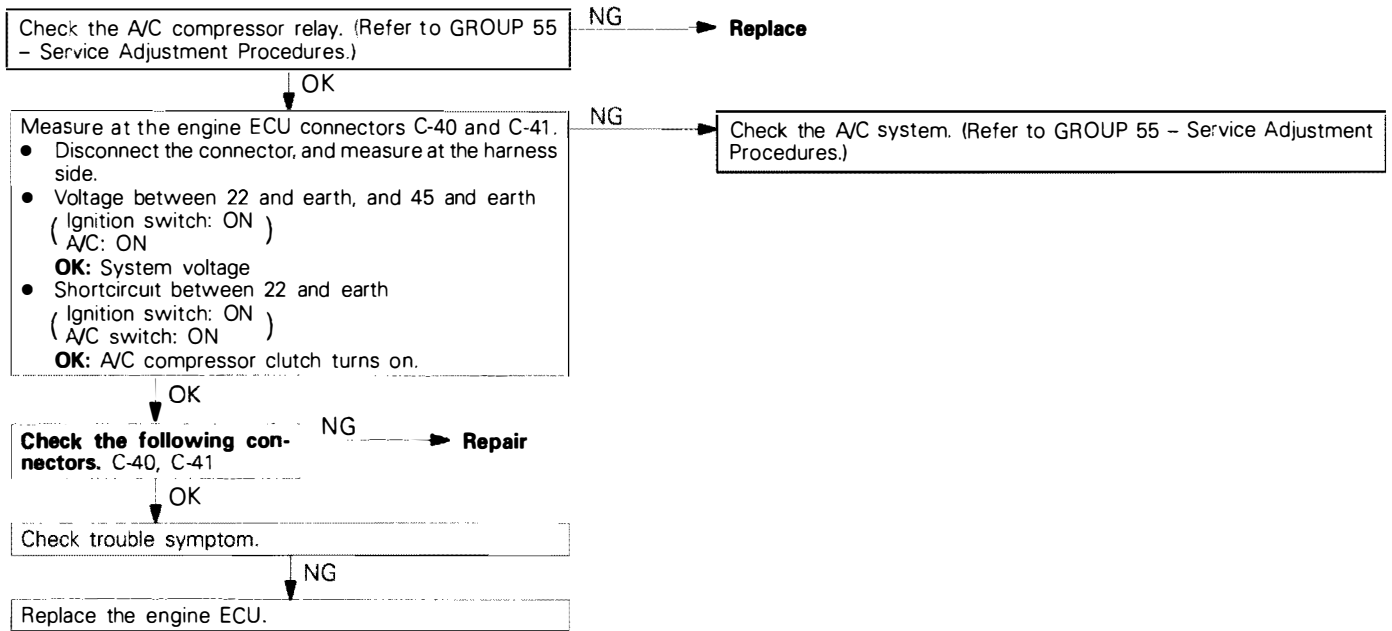 Check the A/C compressor relay. (Refer to GROUP 55
– Service Adjustment Procedures.)
NG
Replace
OK
Measure at the engine ECU connectors C-40 and C-41.
● Disconnect the connector, and measure at the harness
side.
● Voltage between 22 and earth, and 45 and earth
( Ignition switch: ON )
A/C: ON
OK: System voltage
● Shortcircuit between 22 and earth
( Ignition switch: ON )
A/C switch: ON
OK: A/C compressor clutch turns on.
NG
Check the A/C system. (Refer to GROUP 55 – Service Adjustment
Procedures.)
OK
Check the following con-
nectors. C-40, C-41
NG
Repair
OK
Check trouble symptom.
NG
Replace the engine ECU.